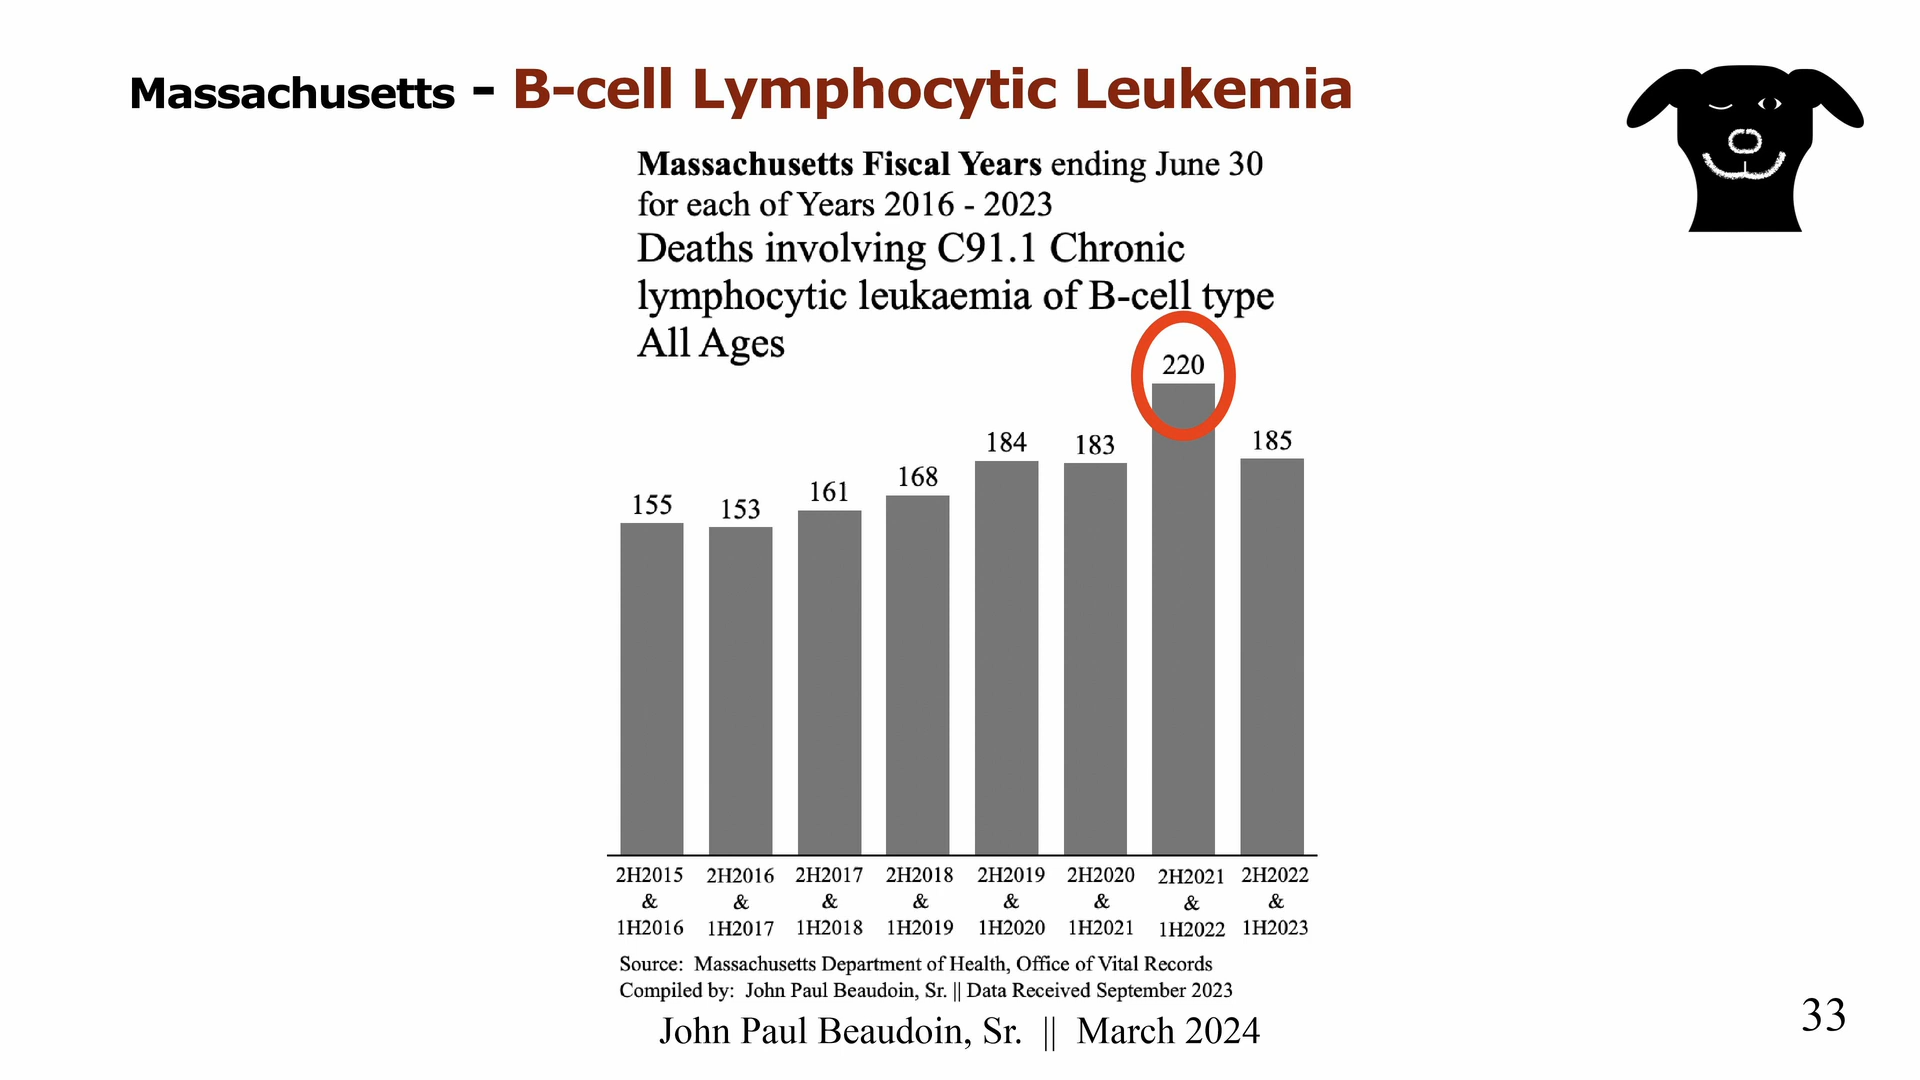 Massachusetts - B-cell Lymphocytic Leukemia
Massachusetts Fiscal Years ending June 30
for each of Years 2016 - 2023
Deaths involving C91.1 Chronic
lymphocytic leukaemia of B-cell type
All Ages
155
153
161
168
184
183
220
185
2H2015 & 1H2016
2H2016 & 1H2017
2H2017 & 1H2018
2H2018 & 1H2019
2H2019 & 1H2020
2H2020 & 1H2021
2H2021 & 1H2022
2H2022 & 1H2023
Source: Massachusetts Department of Health, Office of Vital Records
Compiled by: John Paul Beaudoin, Sr. || Data Received September 2023
John Paul Beaudoin, Sr. || March 2024
33